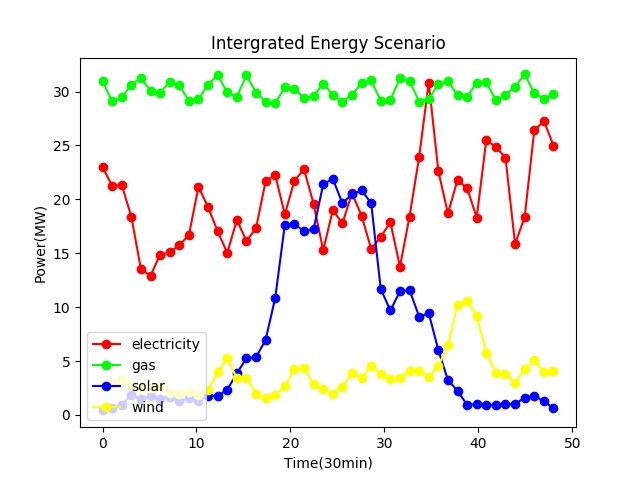 Intergrated Energy Scenario
Power(MW)
30
25
20
15
10
5
0
electricity
gas
solar
wind
0 10 20 30 40 50
Time(30min)